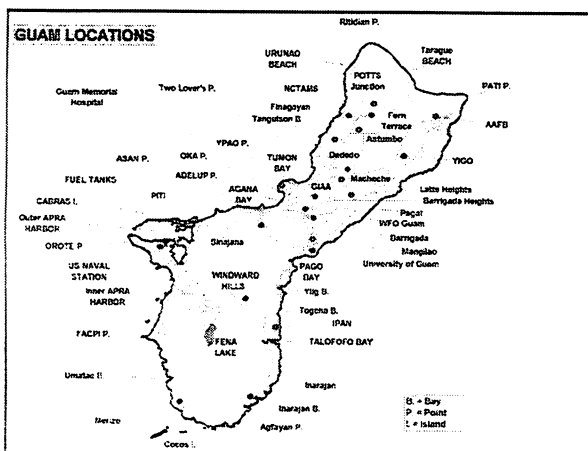 Ritidian P.
GUAM LOCATIONS
URUNAO
BEACH
Tarague
BEACH
POTTS
Junction
PATI P.
Guam Memorial
Hospital
Two Lover's P.
NCTAMS
Finagayan
Tanguisson B.
Fern
Terrace
AAFB
Astumbo
YPAO P.
ASAN P.
OKA P.
TUMON
BAY
Dededo
YIGO
FUEL TANKS
ADELUP P.
Macheche
PITI
AGANA
BAY
GIAA
Latte Heights
CABRAS I.
Barrigada Heights
Outer APRA
HARBOR
Pagat
WFO Guam
OROTE P
Sinajana
Barrigada
Mangilao
US NAVAL
STATION
PAGO
BAY
University of Guam
WINDWARD
HILLS
Ylig B.
Inner APRA
HARBOR
Togcha B.
IPAN
FACPI P.
FENA
LAKE
TALOFOFO BAY
Umatac B.
Inarajan
Merizo
Inarajan B.
Agfayan P.
Cocos I.
B. = Bay
P. = Point
I. = Island